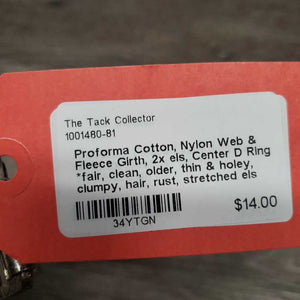 The Tack Collector
1001480-81
Proforma Cotton, Nylon Web &
Fleece Girth, 2x els, Center D Ring
*fair, clean, older, thin & holey,
clumpy, hair, rust, stretched els
34YTGN
$14.00